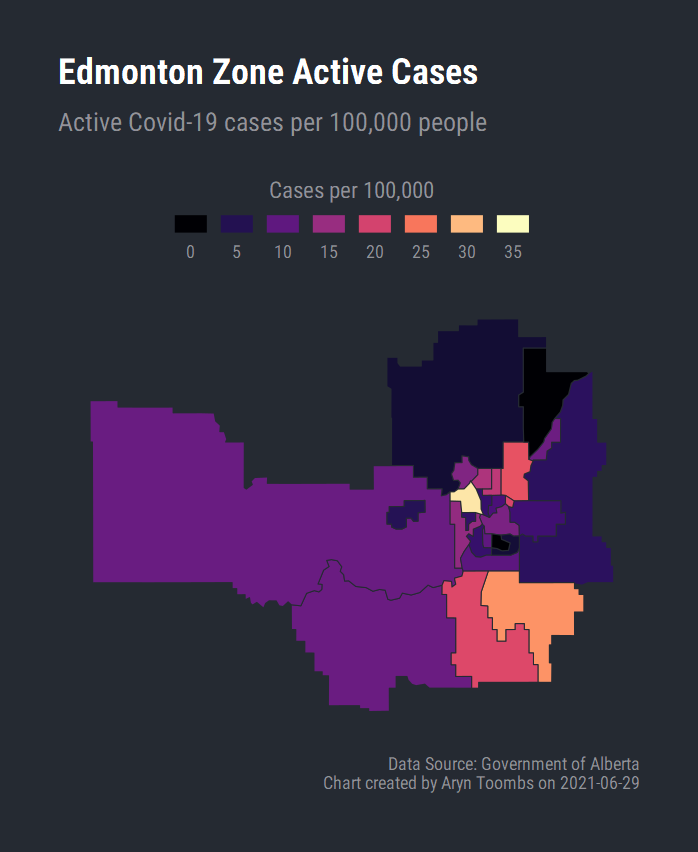 Edmonton Zone Active Cases
Active Covid-19 cases per 100,000 people
Cases per 100,000
0 5 10 15 20 25 30 35
Data Source: Government of Alberta
Chart created by Aryn Toombs on 2021-06-29